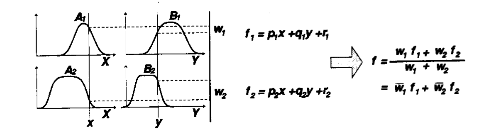 A₁
B₁
w₁
f₁ = p₁x + q₁y + r₁
X
Y
A₂
B₂
w₂
f₂ = p₂x + q₂y + r₂
X
Y
x
y
f = (w₁ f₁ + w₂ f₂) / (w₁ + w₂)
= w̅₁ f₁ + w̅₂ f₂